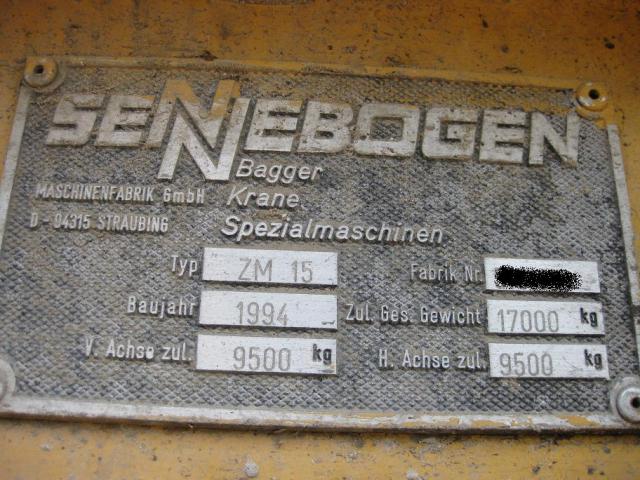 SENNEBOGEN
Bagger
MASCHINENFABRIK GmbH Krane
D - 94315 STRAUBING Spezialmaschinen
Typ ZM 15 Fabrik Nr.
Baujahr 1994 Zul. Ges. Gewicht 17000 kg
V. Achse zul. 9500 kg H. Achse zul. 9500 kg